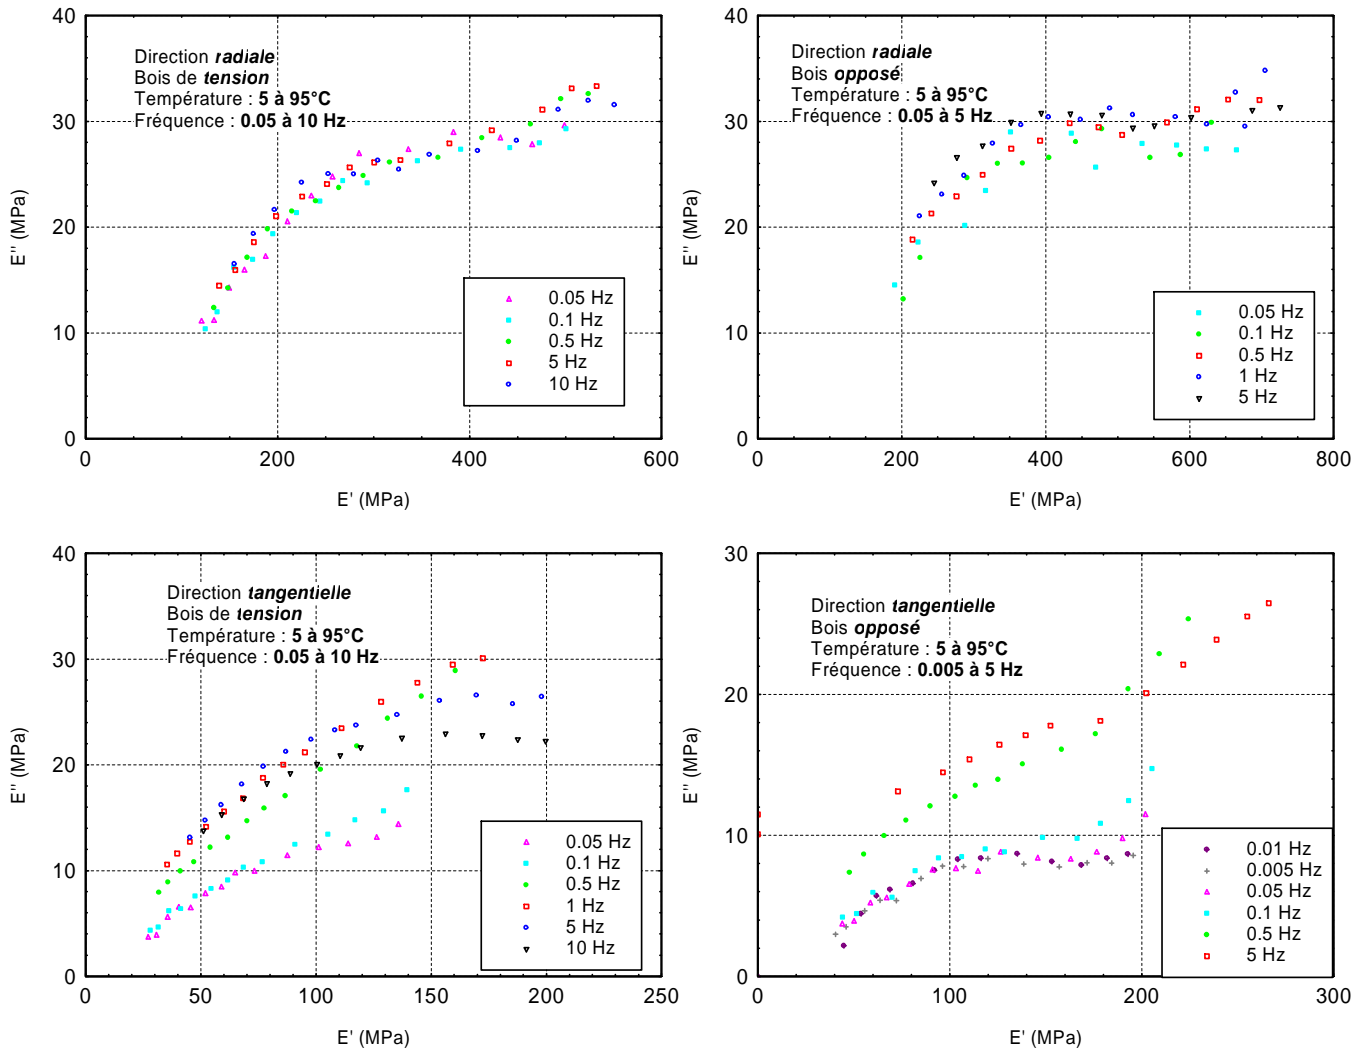 40
30
20
10
0
E'' (MPa)
Direction radiale
Bois de tension
Température : 5 à 95°C
Fréquence : 0.05 à 10 Hz
0.05 Hz
0.1 Hz
0.5 Hz
5 Hz
10 Hz
0 200 400 600
E' (MPa)
40
30
20
10
0
E'' (MPa)
Direction radiale
Bois opposé
Température : 5 à 95°C
Fréquence : 0.05 à 5 Hz
0.05 Hz
0.1 Hz
0.5 Hz
1 Hz
5 Hz
0 200 400 600 800
E' (MPa)
40
30
20
10
0
E'' (MPa)
Direction tangentielle
Bois de tension
Température : 5 à 95°C
Fréquence : 0.05 à 10 Hz
0.05 Hz
0.1 Hz
0.5 Hz
1 Hz
5 Hz
10 Hz
0 50 100 150 200 250
E' (MPa)
30
20
10
0
E'' (MPa)
Direction tangentielle
Bois opposé
Température : 5 à 95°C
Fréquence : 0.005 à 5 Hz
0.01 Hz
0.005 Hz
0.05 Hz
0.1 Hz
0.5 Hz
5 Hz
0 100 200 300
E' (MPa)